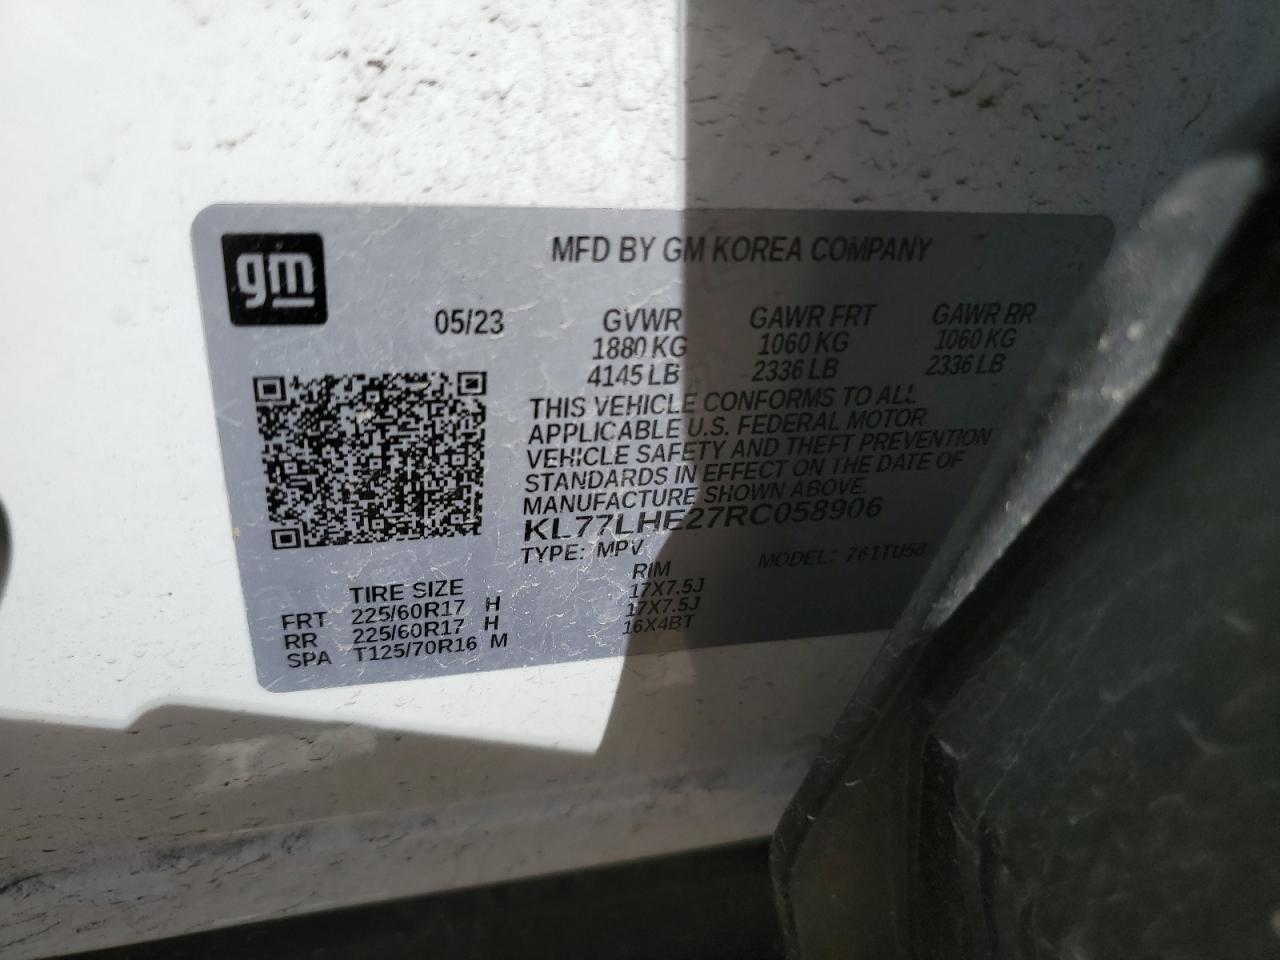 gm
MFD BY GM KOREA COMPANY
05/23 GVWR GAWR FRT GAWR RR
1880 KG 1060 KG 1060 KG
4145 LB 2336 LB 2336 LB
THIS VEHICLE CONFORMS TO ALL
APPLICABLE U.S. FEDERAL MOTOR
VEHICLE SAFETY AND THEFT PREVENTION
STANDARDS IN EFFECT ON THE DATE OF
MANUFACTURE SHOWN ABOVE.
KL77LHE27RC058906
TYPE: MPV MODEL: 761TU58
TIRE SIZE RIM
FRT 225/60R17 H 17X7.5J
RR 225/60R17 H 17X7.5J
SPA T125/70R16 M 16X4BT